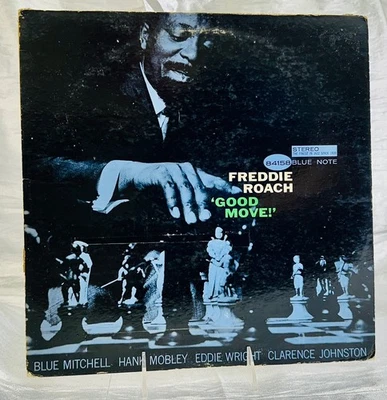 STEREO
84158 BLUE NOTE
FREDDIE
ROACH
'GOOD
MOVE!'
BLUE MITCHELL HANK MOBLEY EDDIE WRIGHT CLARENCE JOHNSTON